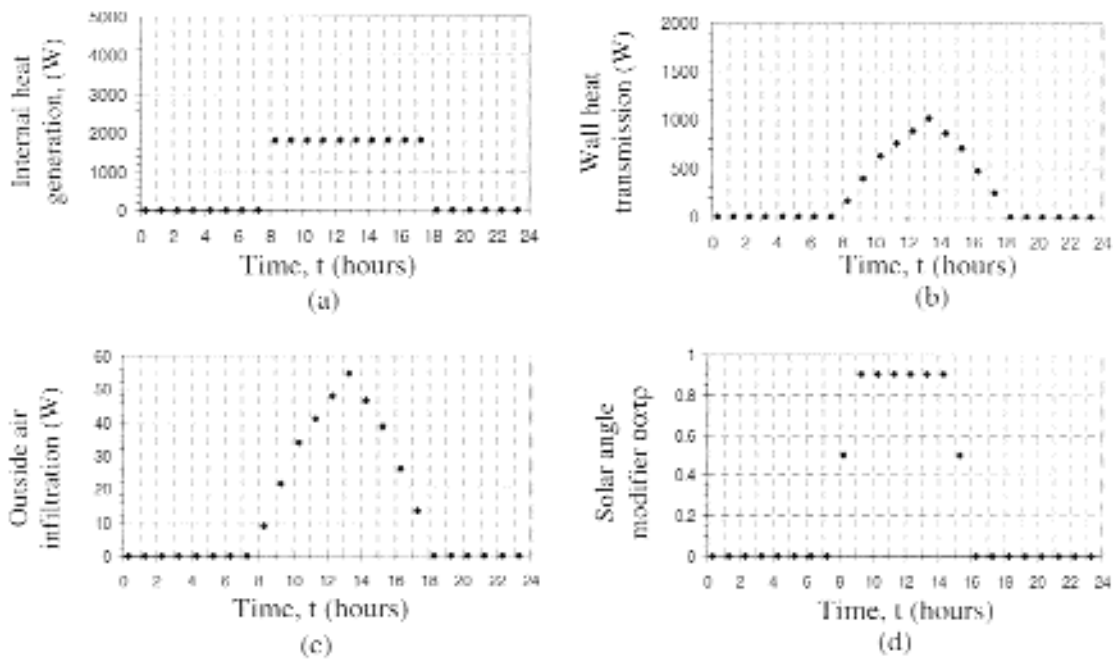 Internal heat
generation, (W)
5000
4000
3000
2000
1000
0
0 2 4 6 8 10 12 14 16 18 20 22 24
Time, t (hours)
(a)
Wall heat
transmission (W)
2000
1500
1000
500
0
0 2 4 6 8 10 12 14 16 18 20 22 24
Time, t (hours)
(b)
Outside air
infiltration (W)
60
50
40
30
20
10
0
0 2 4 6 8 10 12 14 16 18 20 22 24
Time, t (hours)
(c)
Solar angle
modifier
1
0.8
0.6
0.4
0.2
0
0 2 4 6 8 10 12 14 16 18 20 22 24
Time, t (hours)
(d)